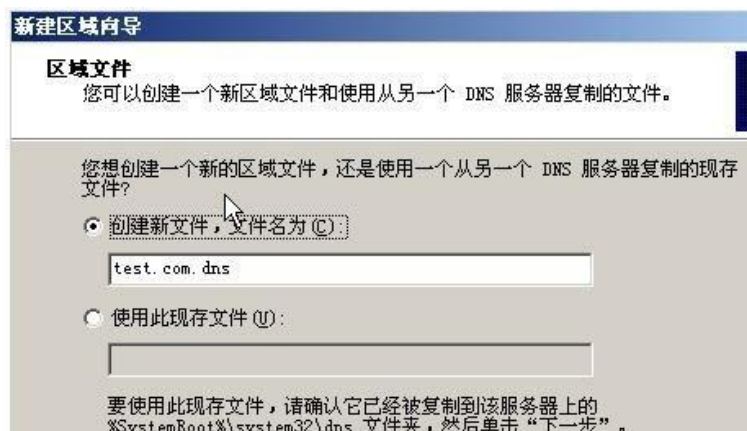 新建区域向导
区域文件
您可以创建一个新区域文件和使用从另一个 DNS 服务器复制的文件。
您想创建一个新的区域文件，还是使用一个从另一个 DNS 服务器复制的现存
文件?
创建新文件，文件名为(C):
test.com.dns
使用此现存文件(U):
要使用此现存文件，请确认它已经被复制到该服务器上的
%SystemRoot%\system32\dns 文件夹，然后单击“下一步”。